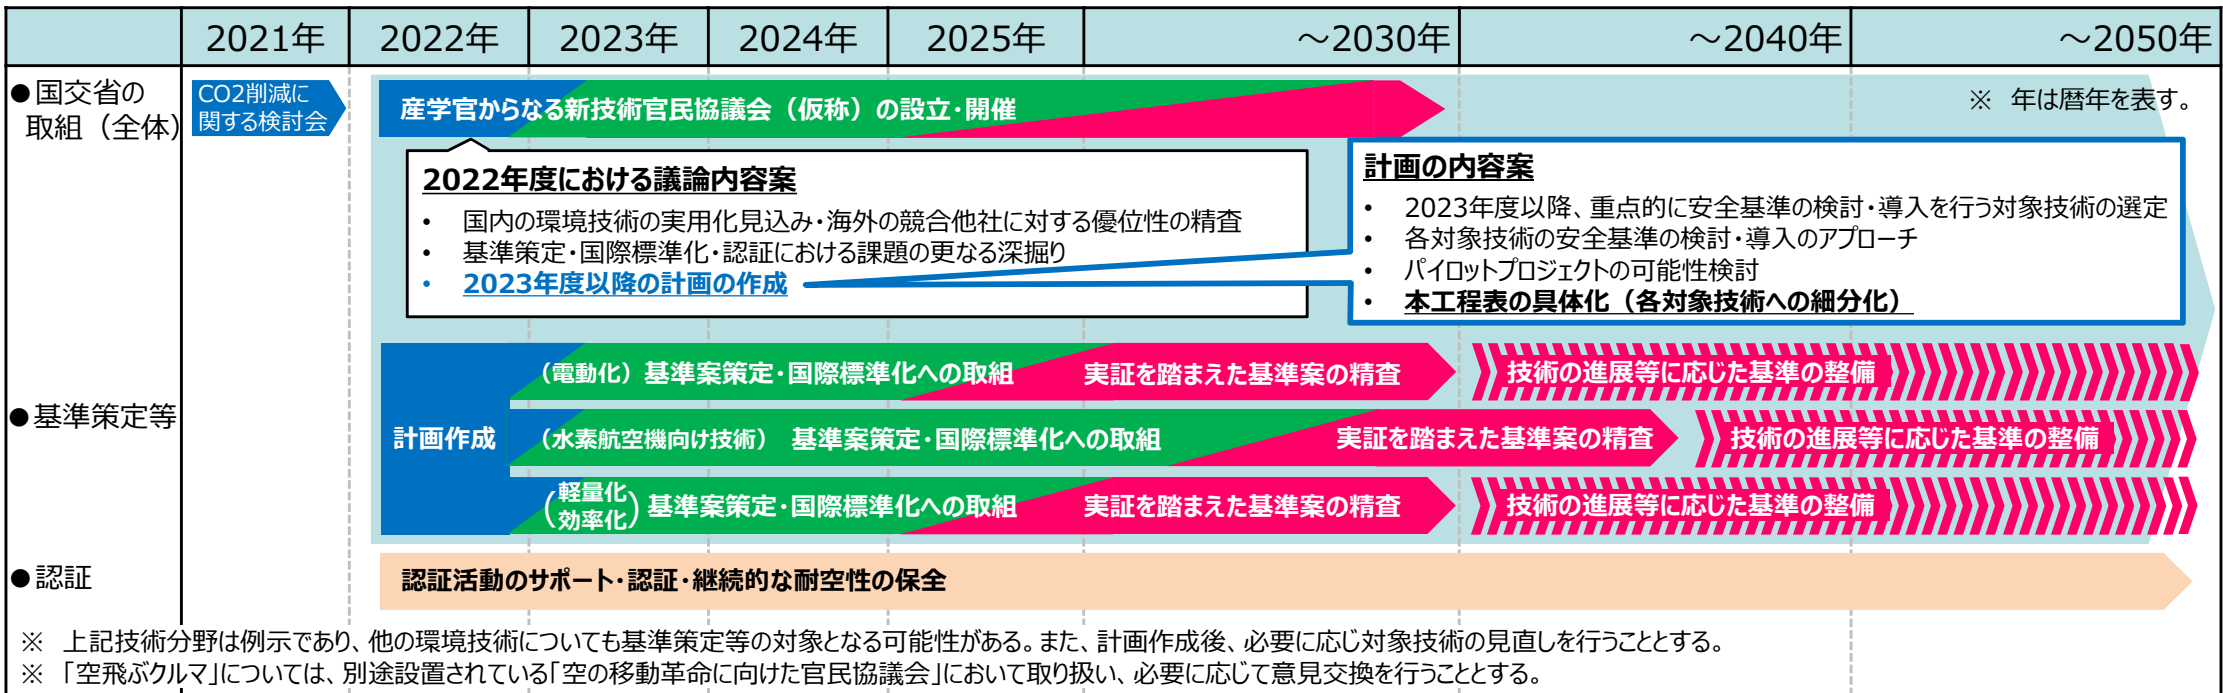 2021年 2022年 2023年 2024年 2025年 ～2030年 ～2040年 ～2050年
●国交省の
取組（全体）
CO2削減に
関する検討会
産学官からなる新技術官民協議会（仮称）の設立・開催
※ 年は暦年を表す。
2022年度における議論内容案
• 国内の環境技術の実用化見込み・海外の競合他社に対する優位性の精査
• 基準策定・国際標準化・認証における課題の更なる深掘り
• 2023年度以降の計画の作成
計画の内容案
• 2023年度以降、重点的に安全基準の検討・導入を行う対象技術の選定
• 各対象技術の安全基準の検討・導入のアプローチ
• パイロットプロジェクトの可能性検討
• 本工程表の具体化（各対象技術への細分化）
●基準策定等
計画作成
（電動化）基準案策定・国際標準化への取組 実証を踏まえた基準案の精査 技術の進展等に応じた基準の整備
（水素航空機向け技術） 基準案策定・国際標準化への取組 実証を踏まえた基準案の精査 技術の進展等に応じた基準の整備
（軽量化
効率化）基準案策定・国際標準化への取組 実証を踏まえた基準案の精査 技術の進展等に応じた基準の整備
●認証
認証活動のサポート・認証・継続的な耐空性の保全
※ 上記技術分野は例示であり、他の環境技術についても基準策定等の対象となる可能性がある。また、計画作成後、必要に応じ対象技術の見直しを行うこととする。
※ 「空飛ぶクルマ」については、別途設置されている「空の移動革命に向けた官民協議会」において取り扱い、必要に応じて意見交換を行うこととする。